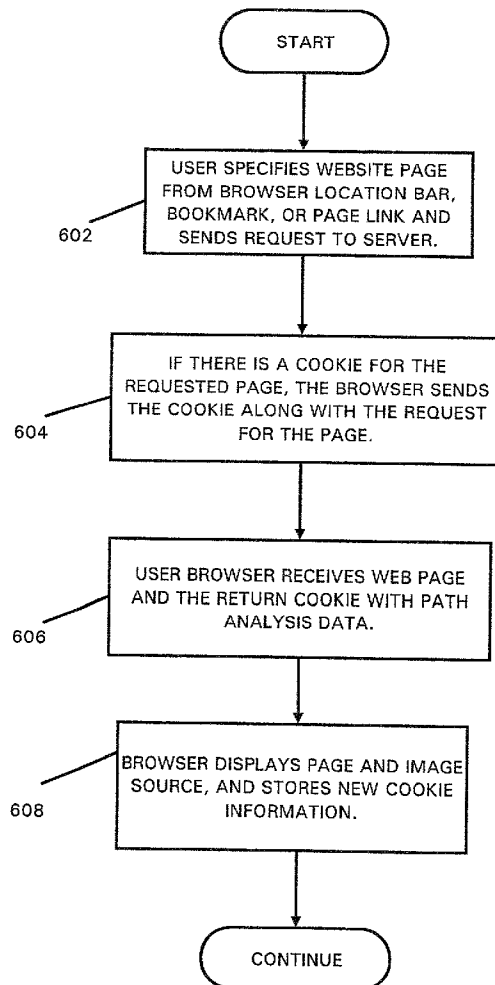 START
USER SPECIFIES WEBSITE PAGE
FROM BROWSER LOCATION BAR,
BOOKMARK, OR PAGE LINK AND
SENDS REQUEST TO SERVER.
602
IF THERE IS A COOKIE FOR THE
REQUESTED PAGE, THE BROWSER SENDS
THE COOKIE ALONG WITH THE REQUEST
FOR THE PAGE.
604
USER BROWSER RECEIVES WEB PAGE
AND THE RETURN COOKIE WITH PATH
ANALYSIS DATA.
606
BROWSER DISPLAYS PAGE AND IMAGE
SOURCE, AND STORES NEW COOKIE
INFORMATION.
608
CONTINUE